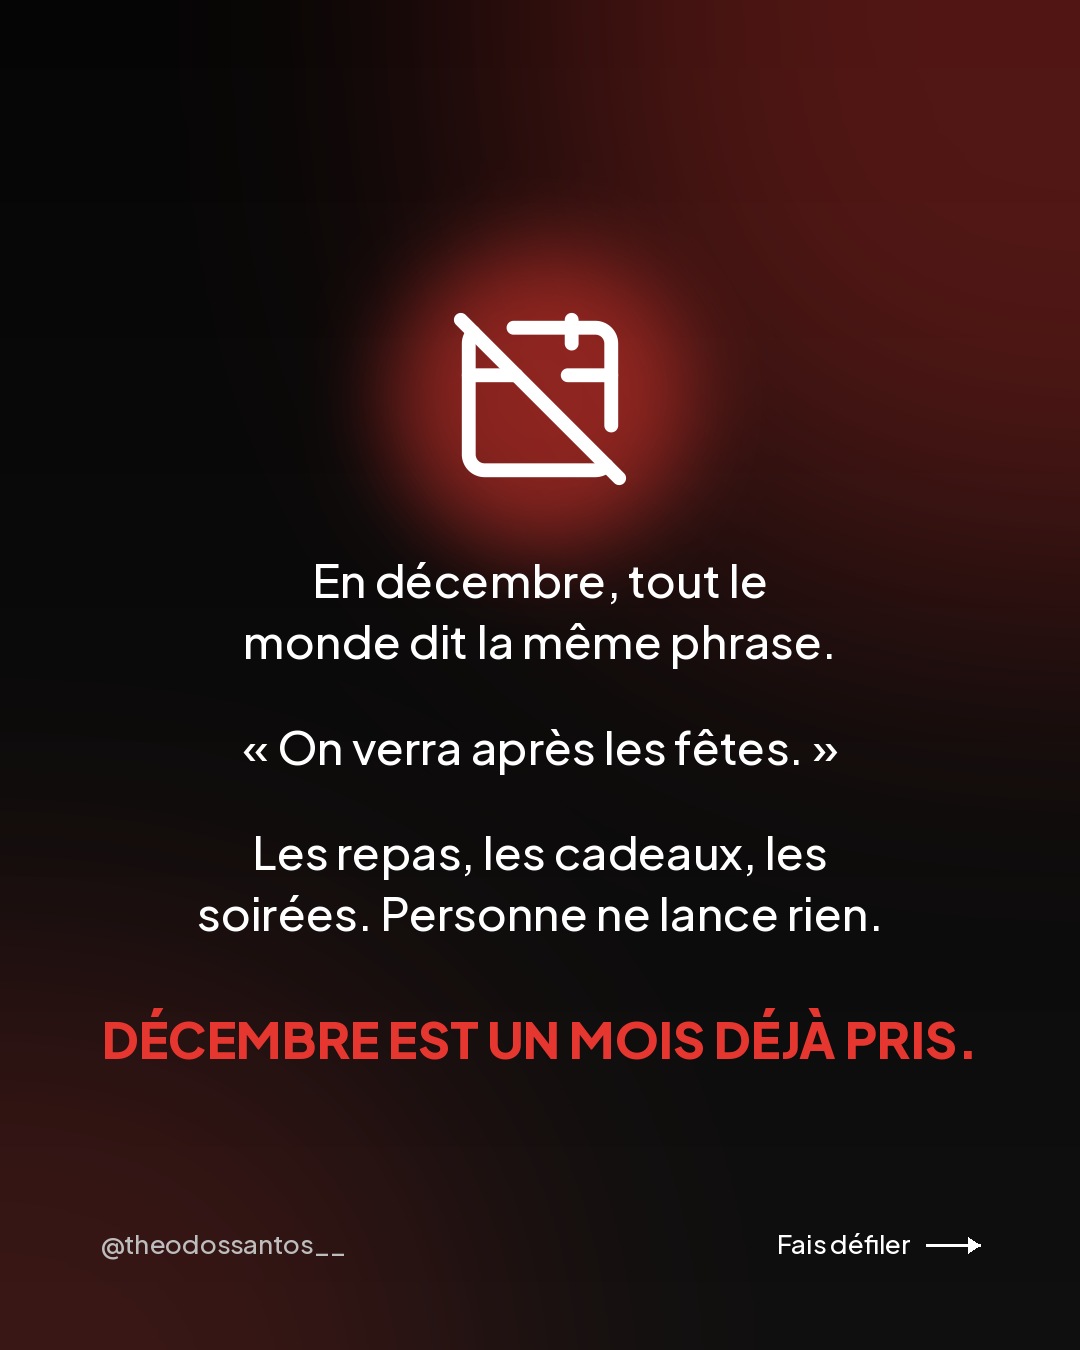 En décembre, tout le
monde dit la même phrase.
« On verra après les fêtes. »
Les repas, les cadeaux, les
soirées. Personne ne lance rien.
DÉCEMBRE EST UN MOIS DÉJÀ PRIS.
@theodossantos__
Fais défiler